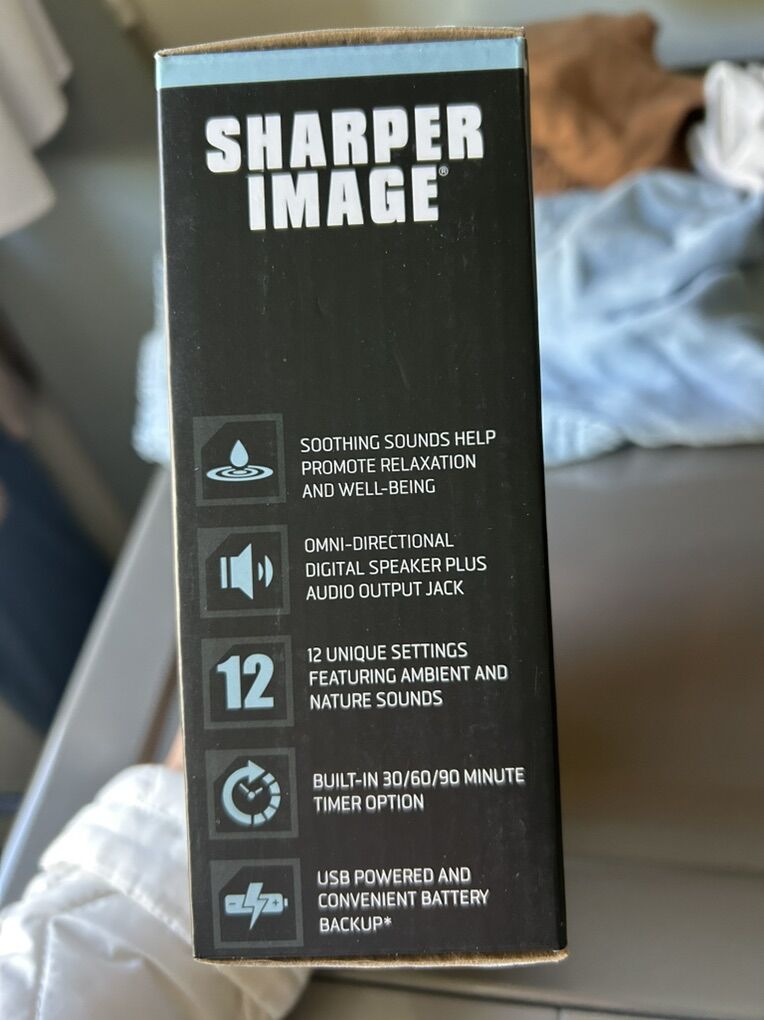 SHARPER
IMAGE®
SOOTHING SOUNDS HELP
PROMOTE RELAXATION
AND WELL-BEING
OMNI-DIRECTIONAL
DIGITAL SPEAKER PLUS
AUDIO OUTPUT JACK
12
12 UNIQUE SETTINGS
FEATURING AMBIENT AND
NATURE SOUNDS
BUILT-IN 30/60/90 MINUTE
TIMER OPTION
USB POWERED AND
CONVENIENT BATTERY
BACKUP*